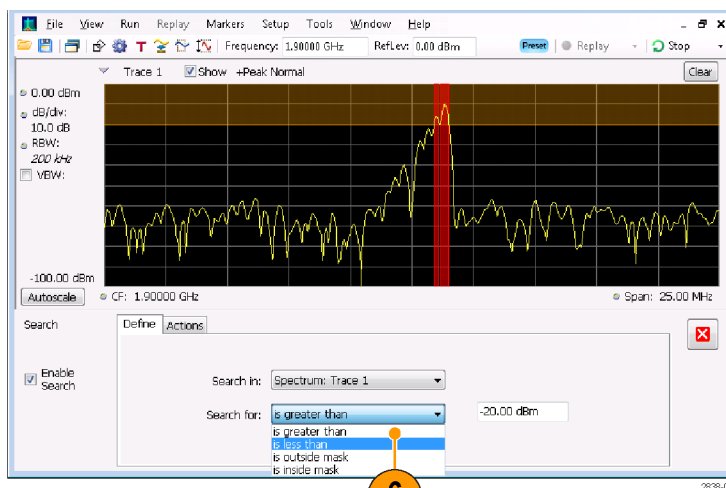 File View Run Replay Markers Setup Tools Window Help
Frequency: 1.90000 GHz RefLev: 0.00 dBm Preset Replay Stop
Trace 1 Show +Peak Normal Clear
0.00 dBm
dB/div:
10.0 dB
RBW:
200 kHz
VBW:
-100.00 dBm
Autoscale CF: 1.90000 GHz Span: 25.00 MHz
Search Define Actions
Enable
Search
Search in: Spectrum: Trace 1
Search for: is greater than -20.00 dBm
is greater than
is less than
is outside mask
is inside mask